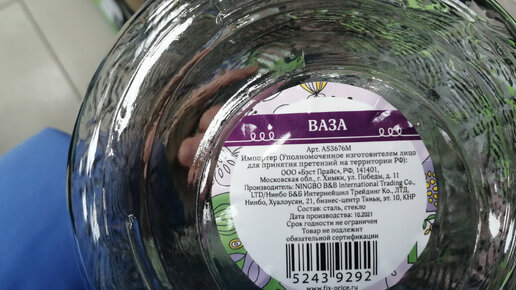 ВАЗА
Арт. AS3676M
Импортер (Уполномоченное изготовителем лицо
для принятия претензий на территории РФ):
ООО «Бэст Прайс», РФ, 141401,
Московская обл., г. Химки, ул. Победы, д. 11
Производитель: NINGBO B&B International Trading Co.,
LTD/Нинбо Б&Б Интернейшнл Трейдинг Ко., ЛТД,
Нинбо, Хуалоусян, 21, бизнес-центр Тяньи, эт. 10, КНР
Состав: сталь, стекло
Дата производства: 10.2021
Срок годности не ограничен
Товар не подлежит
обязательной сертификации
5243 9292
www.fix-price.ru